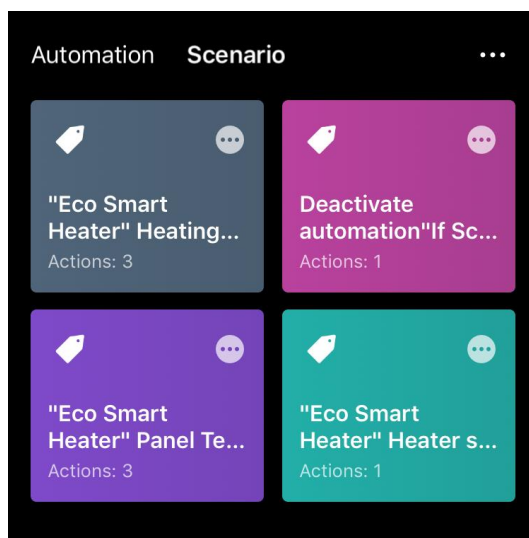 Automation Scenario
"Eco Smart
Heater" Heating...
Actions: 3
Deactivate
automation"If Sc...
Actions: 1
"Eco Smart
Heater" Panel Te...
Actions: 3
"Eco Smart
Heater" Heater s...
Actions: 1